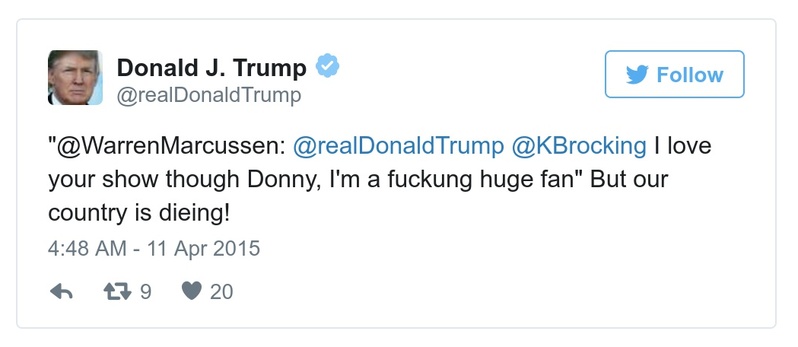 Donald J. Trump
@realDonaldTrump
Follow
"@WarrenMarcussen: @realDonaldTrump @KBrocking I love
your show though Donny, I'm a fuckung huge fan" But our
country is dieing!
4:48 AM - 11 Apr 2015
9 20